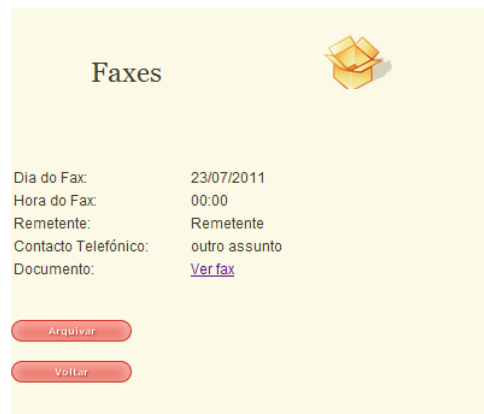 Faxes
Dia do Fax: 23/07/2011
Hora do Fax: 00:00
Remetente: Remetente
Contacto Telefónico: outro assunto
Documento: Ver fax
Arquivar
Voltar